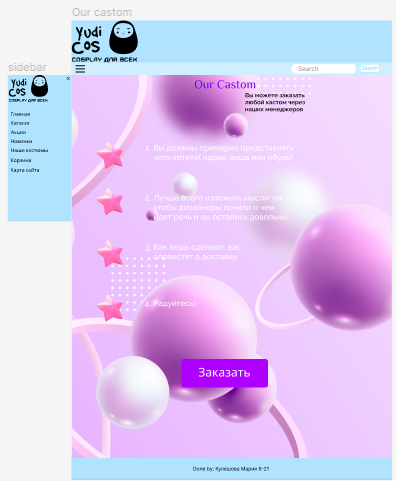 Our castom
sidebar
Yudi
Cos
COSPLAY ДЛЯ ВСЕХ
Search
Search
Yudi
Cos
COSPLAY ДЛЯ ВСЕХ
×
Главная
Каталог
Акции
Новинки
Наши костюмы
Корзина
Карта сайта
Our Castom
Вы можете заказать
любой кастом через
наших менеджеров
1. Вы должны примерно представлять
чего хотите! парик, вещь или обувь!
2. Лучше всего изложить мысли так
чтобы дизайнеры поняли о чем
идет речь и вы остались довольны
3. Как вещь сделают, вас
оповестят о доставке
4. Радуйтесь!
Заказать
Done by: Кулешова Мария 8-21